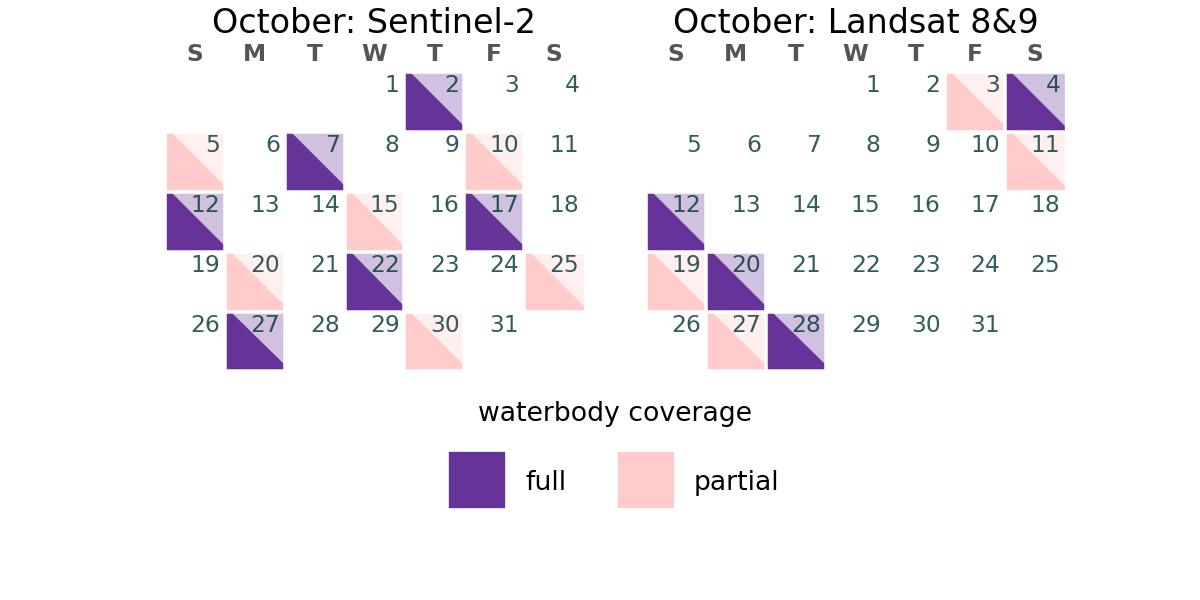 October: Sentinel-2
S M T W T F S
1 2 3 4
5 6 7 8 9 10 11
12 13 14 15 16 17 18
19 20 21 22 23 24 25
26 27 28 29 30 31
October: Landsat 8&9
S M T W T F S
1 2 3 4
5 6 7 8 9 10 11
12 13 14 15 16 17 18
19 20 21 22 23 24 25
26 27 28 29 30 31
waterbody coverage
full
partial